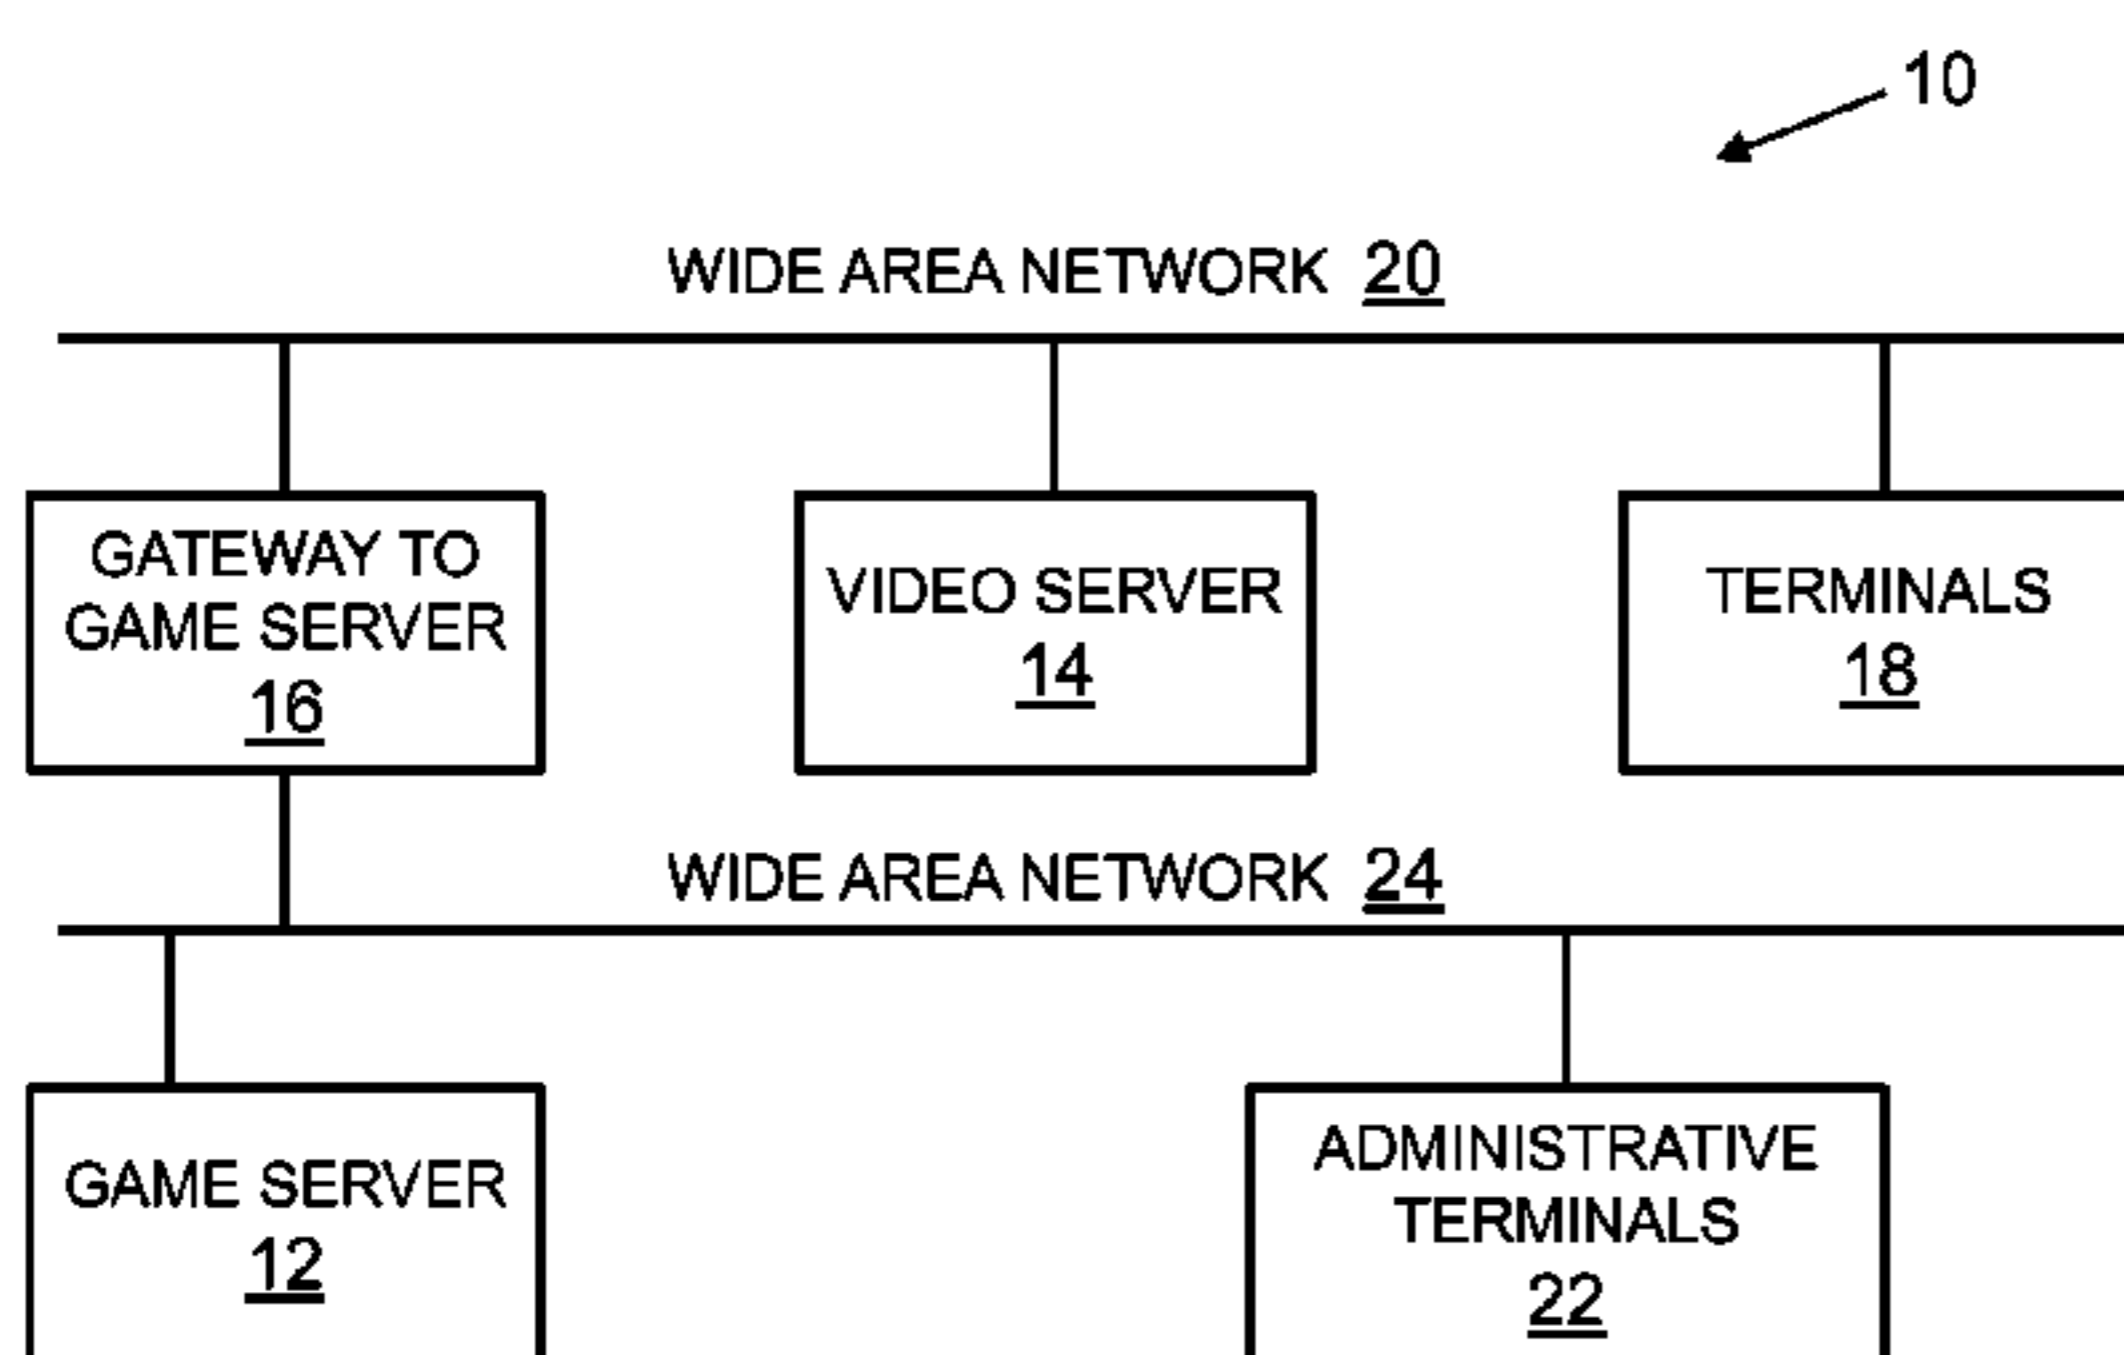 10
WIDE AREA NETWORK 20
GATEWAY TO
GAME SERVER
16
VIDEO SERVER
14
TERMINALS
18
WIDE AREA NETWORK 24
GAME SERVER
12
ADMINISTRATIVE
TERMINALS
22